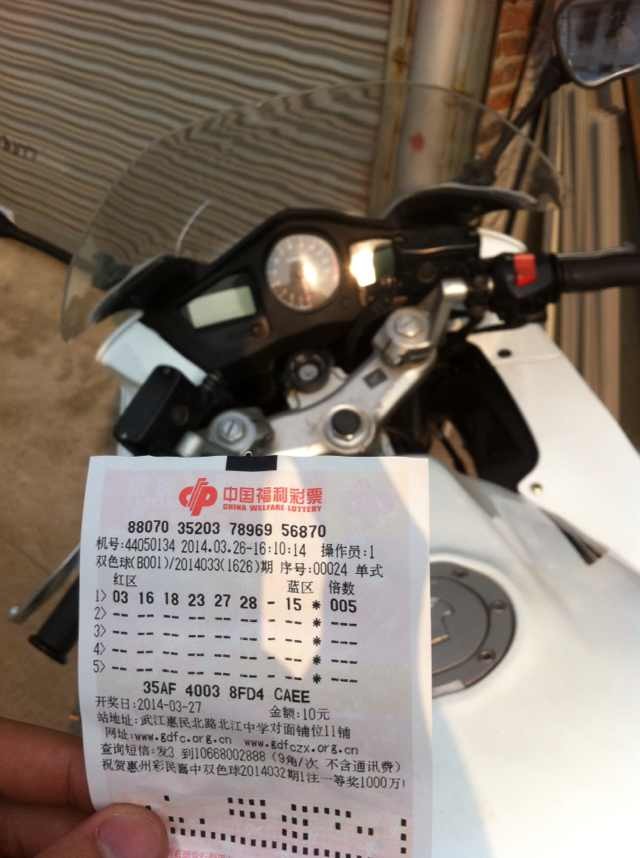 中国福利彩票
CHINA WELFARE LOTTERY
88070 35203 78969 56870
机号:44050134 2014.03.26-16:10:14 操作员:1
双色球(B001)/2014033(1626)期 序号:00024 单式
红区 蓝区 倍数
1> 03 16 18 23 27 28 - 15 * 005
2> -- -- -- -- -- -- - -- * ---
3> -- -- -- -- -- -- - -- * ---
4> -- -- -- -- -- -- - -- * ---
5> -- -- -- -- -- -- - -- * ---
35AF 4003 8FD4 CAEE
开奖日:2014-03-27 金额:10元
站地址:武江惠民北路北江中学对面铺位11铺
网址:www.gdfc.org.cn www.gdfczx.org.cn
查询短信:发3 到10668002888 (9角/次 不含通讯费)
祝贺惠州彩民喜中双色球2014032期1注一等奖1000万!